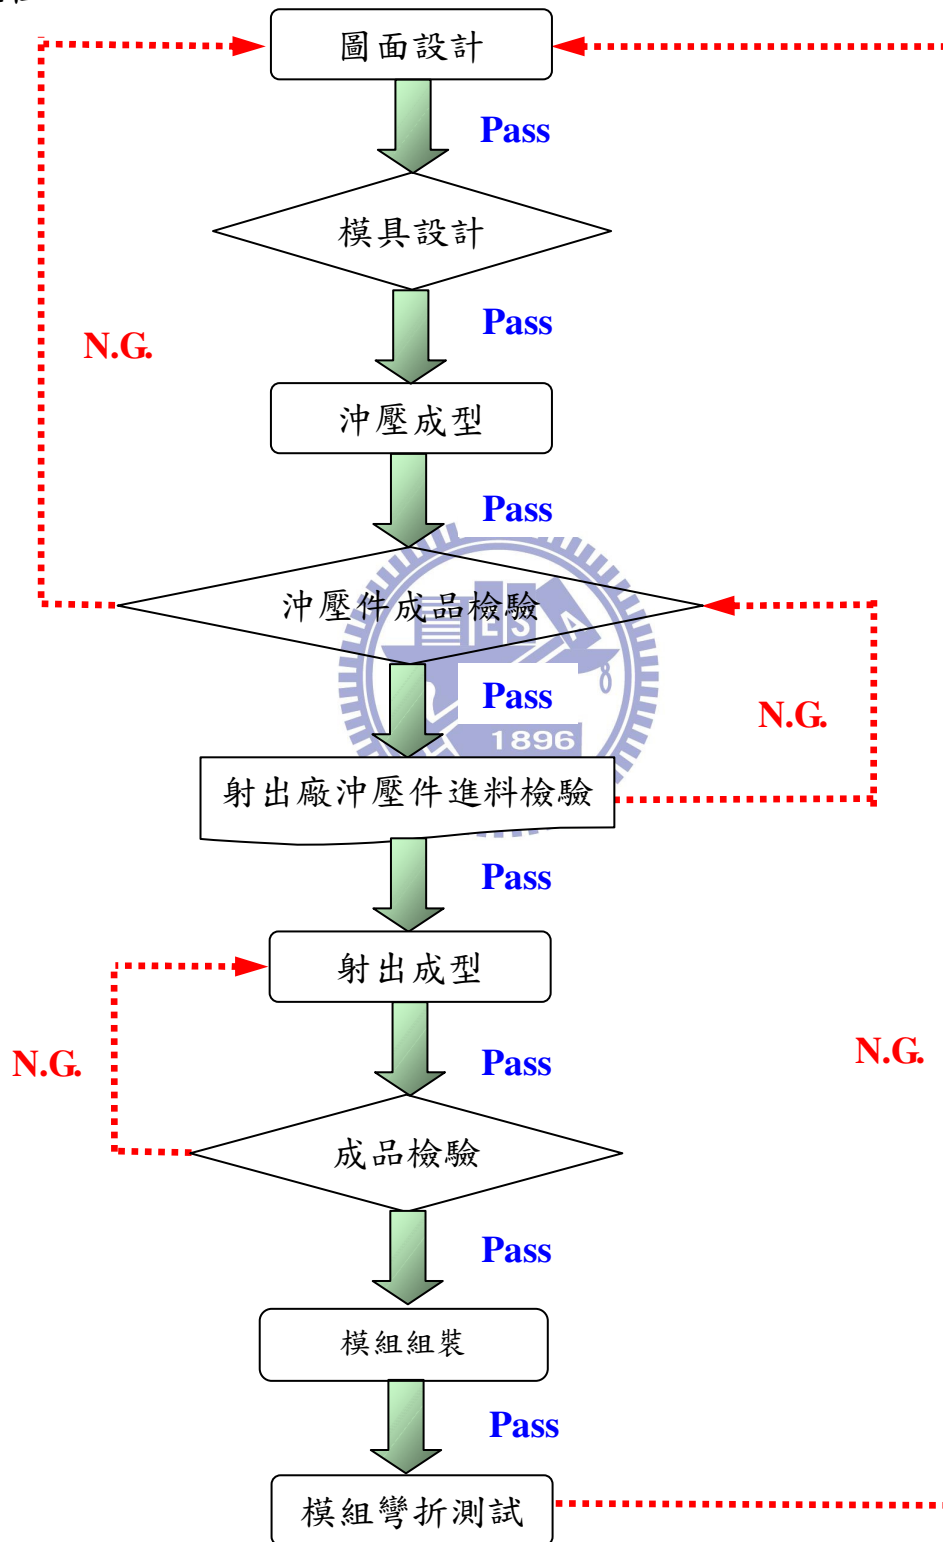 圖面設計
Pass
模具設計
Pass
N.G.
沖壓成型
Pass
沖壓件成品檢驗
E S A
Pass
N.G.
1896
射出廠沖壓件進料檢驗
Pass
射出成型
N.G.
Pass
N.G.
成品檢驗
Pass
模組組裝
Pass
模組彎折測試